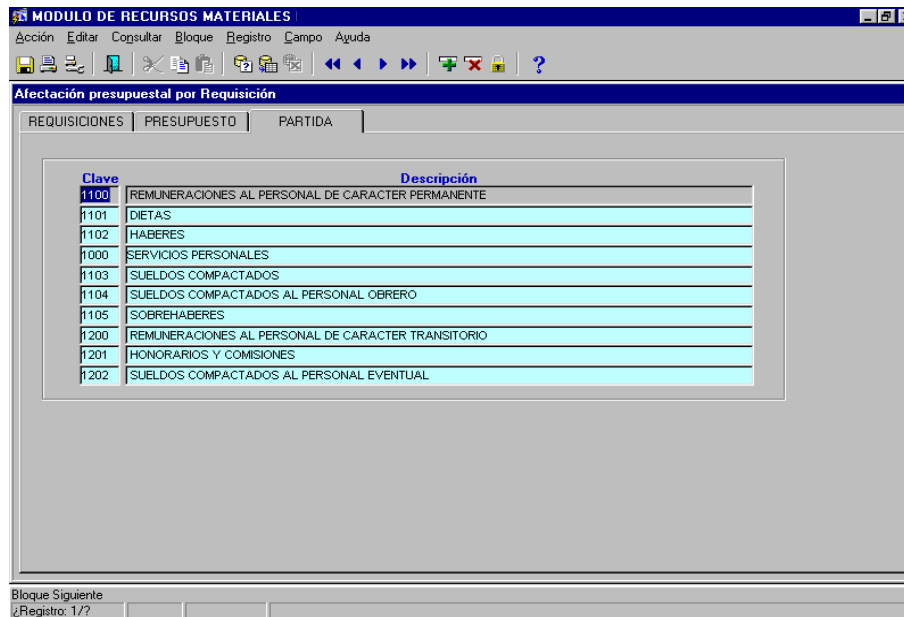 MODULO DE RECURSOS MATERIALES
Acción Editar Consultar Bloque Registro Campo Ayuda
Afectación presupuestal por Requisición
REQUISICIONES PRESUPUESTO PARTIDA
Clave Descripción
1100 REMUNERACIONES AL PERSONAL DE CARACTER PERMANENTE
1101 DIETAS
1102 HABERES
1000 SERVICIOS PERSONALES
1103 SUELDOS COMPACTADOS
1104 SUELDOS COMPACTADOS AL PERSONAL OBRERO
1105 SOBREHABERES
1200 REMUNERACIONES AL PERSONAL DE CARACTER TRANSITORIO
1201 HONORARIOS Y COMISIONES
1202 SUELDOS COMPACTADOS AL PERSONAL EVENTUAL
Bloque Siguiente
¿Registro: 1/?